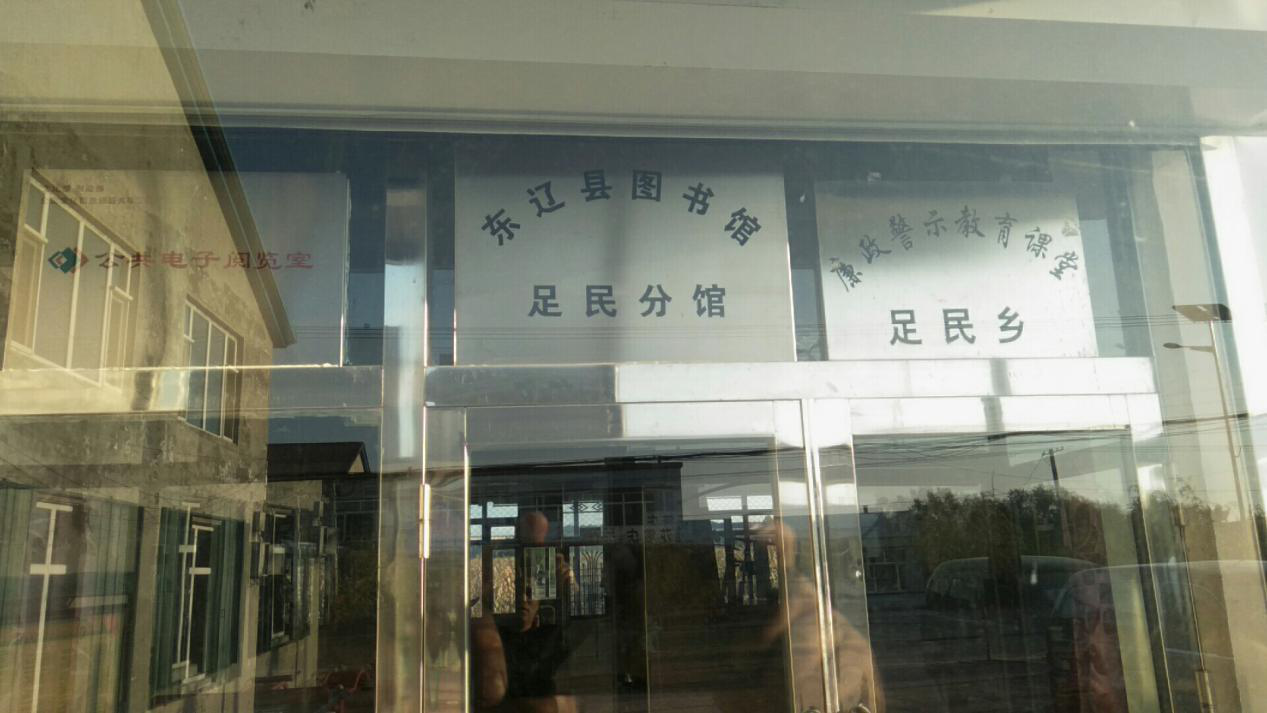 公共电子阅览室
东辽县图书馆
足民分馆
廉政警示教育课堂
足民乡